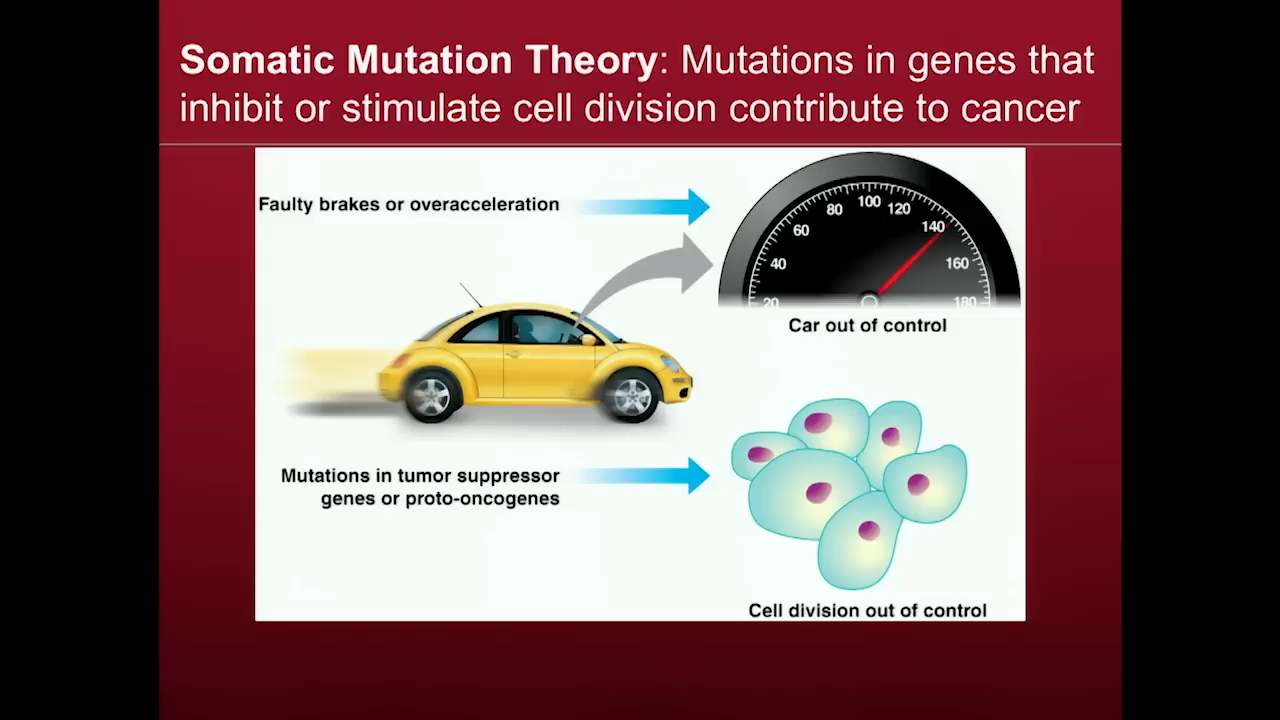 Somatic Mutation Theory: Mutations in genes that
inhibit or stimulate cell division contribute to cancer
Faulty brakes or overacceleration
20
40
60
80
100
120
140
160
180
Car out of control
Mutations in tumor suppressor
genes or proto-oncogenes
Cell division out of control